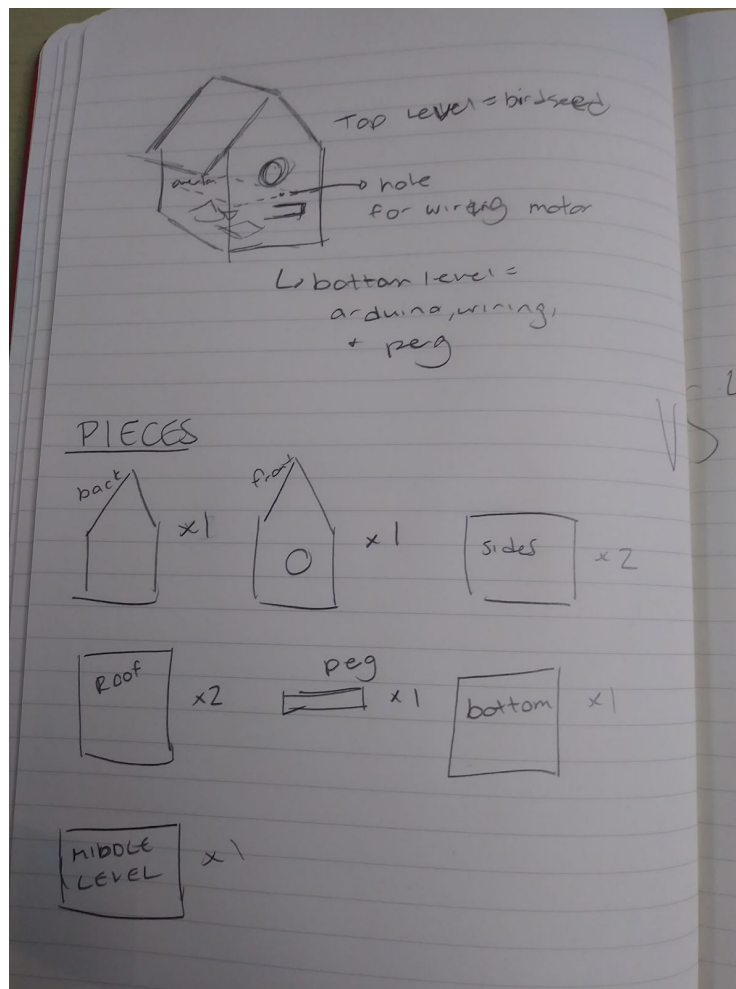 Top Level = birdseed
hole
for wiring motor
↳ bottom level =
arduino, wiring,
+ peg
PIECES
back
x1
front
x1
sides
x2
Roof
x2
peg
x1
bottom
x1
MIDDLE
LEVEL
x1
VS